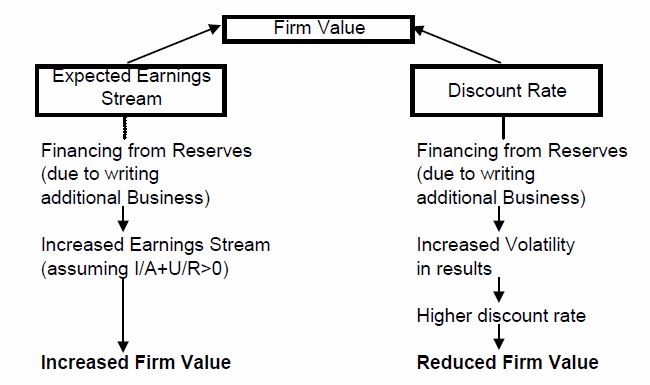 Firm Value
Expected Earnings
Stream
Discount Rate
Financing from Reserves
(due to writing
additional Business)
Increased Earnings Stream
(assuming I/A+U/R>0)
Increased Firm Value
Financing from Reserves
(due to writing
additional Business)
Increased Volatility
in results
Higher discount rate
Reduced Firm Value